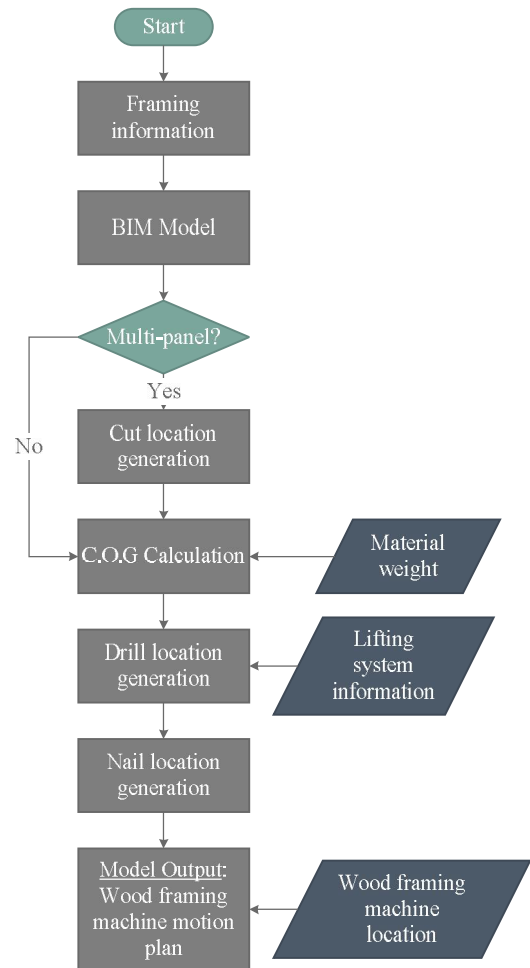 Start
Framing
information
BIM Model
Multi-panel?
Yes
No
Cut location
generation
C.O.G Calculation
Material
weight
Drill location
generation
Lifting
system
information
Nail location
generation
Model Output:
Wood framing
machine motion
plan
Wood framing
machine
location